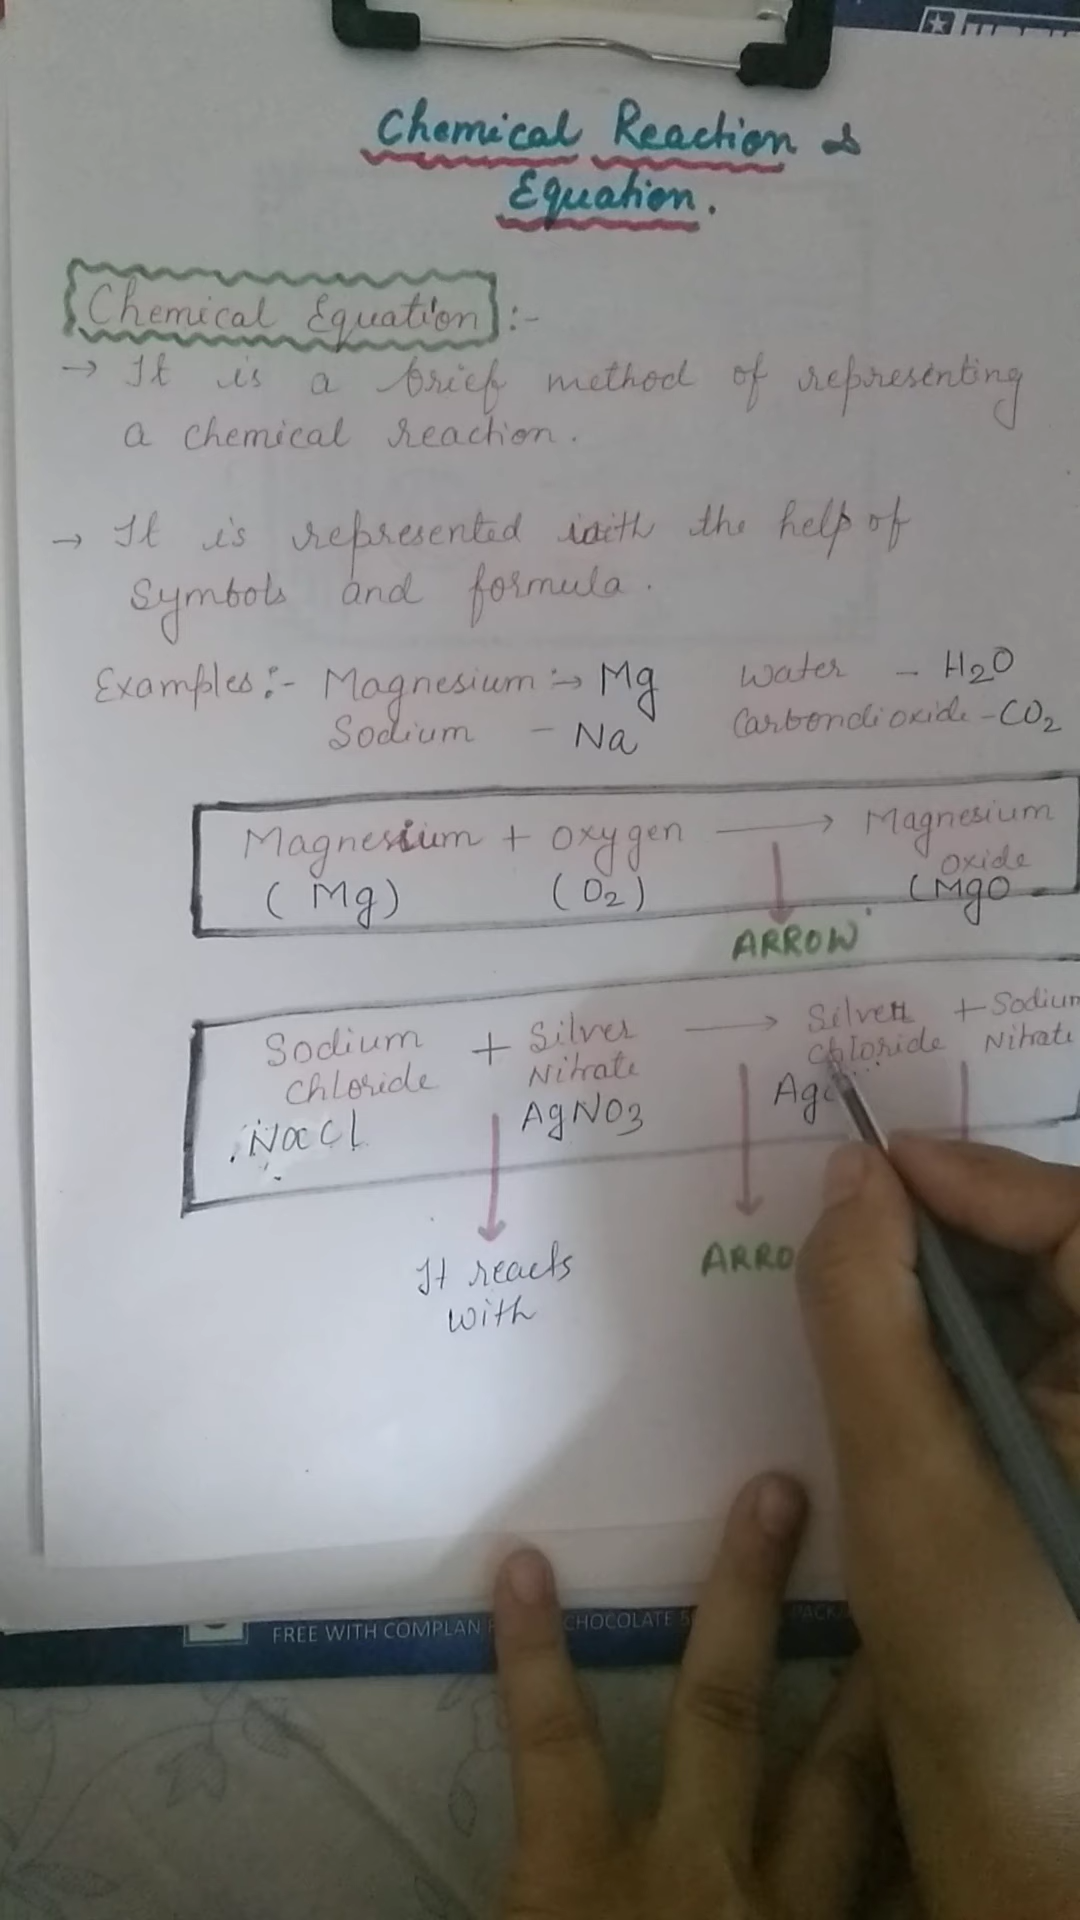 Chemical Reaction &
Equation.
Chemical Equation :-
→ It is a brief method of representing
a chemical reaction.
→ It is represented with the help of
symbols and formula.
Examples:- Magnesium :→ Mg Water - H2O
Sodium - Na Carbondioxide - CO2
Magnesium + Oxygen → Magnesium
oxide
(Mg) (O2) (MgO
ARROW
Sodium + Silver → Silver + Sodium
Chloride Nitrate Chloride Nitrate
NaCl AgNO3 Ag
It reacts ARRO
with
FREE WITH COMPLAN CHOCOLATE PACK